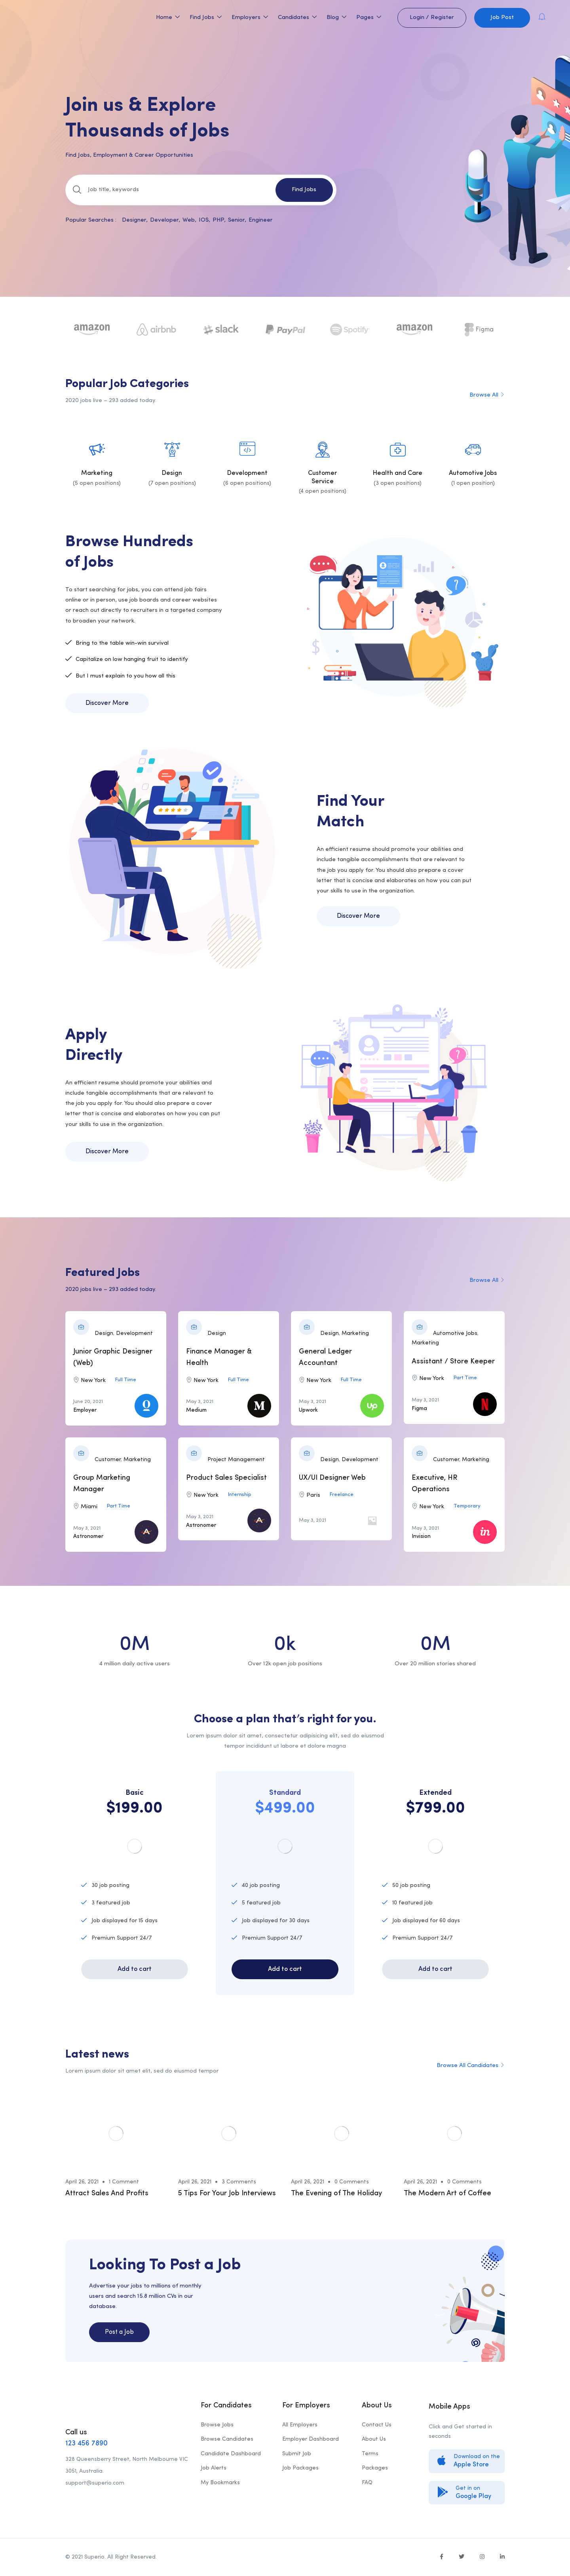 Home Find Jobs Employers Candidates Blog Pages Login / Register Job Post
Join us & Explore
Thousands of Jobs
Find Jobs, Employment & Career Opportunities
Job title, keywords Find Jobs
Popular Searches : Designer, Developer, Web, IOS, PHP, Senior, Engineer
amazon airbnb slack PayPal Spotify amazon Figma
Popular Job Categories
2020 jobs live – 293 added today.
Browse All
Marketing Design Development Customer Service Health and Care Automotive Jobs
(5 open positions) (7 open positions) (6 open positions) (4 open positions) (3 open positions) (1 open position)
Browse Hundreds
of Jobs
To start searching for jobs, you can attend job fairs
online or in person, use job boards and career websites
or reach out directly to recruiters in a targeted company
to broaden your network.
Bring to the table win-win survival
Capitalize on low hanging fruit to identify
But I must explain to you how all this
Discover More
Find Your
Match
An efficient resume should promote your abilities and
include tangible accomplishments that are relevant to
the job you apply for. You should also prepare a cover
letter that is concise and elaborates on how you can put
your skills to use in the organization.
Discover More
Apply
Directly
An efficient resume should promote your abilities and
include tangible accomplishments that are relevant to
the job you apply for. You should also prepare a cover
letter that is concise and elaborates on how you can put
your skills to use in the organization.
Discover More
Featured Jobs
2020 jobs live – 293 added today.
Browse All
Design, Development
Junior Graphic Designer
(Web)
New York Full Time
June 20, 2021
Employer
Design
Finance Manager &
Health
New York Full Time
May 3, 2021
Medium
Design, Marketing
General Ledger
Accountant
New York Full Time
May 3, 2021
Upwork
Up
Automotive Jobs,
Marketing
Assistant / Store Keeper
New York Part Time
May 3, 2021
Figma
Customer, Marketing
Group Marketing
Manager
Miami Part Time
May 3, 2021
Astronomer
Project Management
Product Sales Specialist
New York Internship
May 3, 2021
Astronomer
Design, Development
UX/UI Designer Web
Paris Freelance
May 3, 2021
Customer, Marketing
Executive, HR
Operations
New York Temporary
May 3, 2021
Invision
in
0M 0k 0M
4 million daily active users Over 12k open job positions Over 20 million stories shared
Choose a plan that's right for you.
Lorem ipsum dolor sit amet, consectetur adipisicing elit, sed do eiusmod
tempor incididunt ut labore et dolore magna
Basic
$199.00
30 job posting
3 featured job
Job displayed for 15 days
Premium Support 24/7
Add to cart
Standard
$499.00
40 job posting
5 featured job
Job displayed for 30 days
Premium Support 24/7
Add to cart
Extended
$799.00
50 job posting
10 featured job
Job displayed for 60 days
Premium Support 24/7
Add to cart
Latest news
Lorem ipsum dolor sit amet elit, sed do eiusmod tempor
Browse All Candidates
April 26, 2021 • 1 Comment
Attract Sales And Profits
April 26, 2021 • 3 Comments
5 Tips For Your Job Interviews
April 26, 2021 • 0 Comments
The Evening of The Holiday
April 26, 2021 • 0 Comments
The Modern Art of Coffee
Looking To Post a Job
Advertise your jobs to millions of monthly
users and search 15.8 million CVs in our
database.
Post a Job
Call us
123 456 7890
328 Queensberry Street, North Melbourne VIC
3051, Australia.
support@superio.com
For Candidates
Browse Jobs
Browse Candidates
Candidate Dashboard
Job Alerts
My Bookmarks
For Employers
All Employers
Employer Dashboard
Submit Job
Job Packages
About Us
Contact Us
About Us
Terms
Packages
FAQ
Mobile Apps
Click and Get started in
seconds
Download on the
Apple Store
Get in on
Google Play
© 2021 Superio. All Right Reserved.